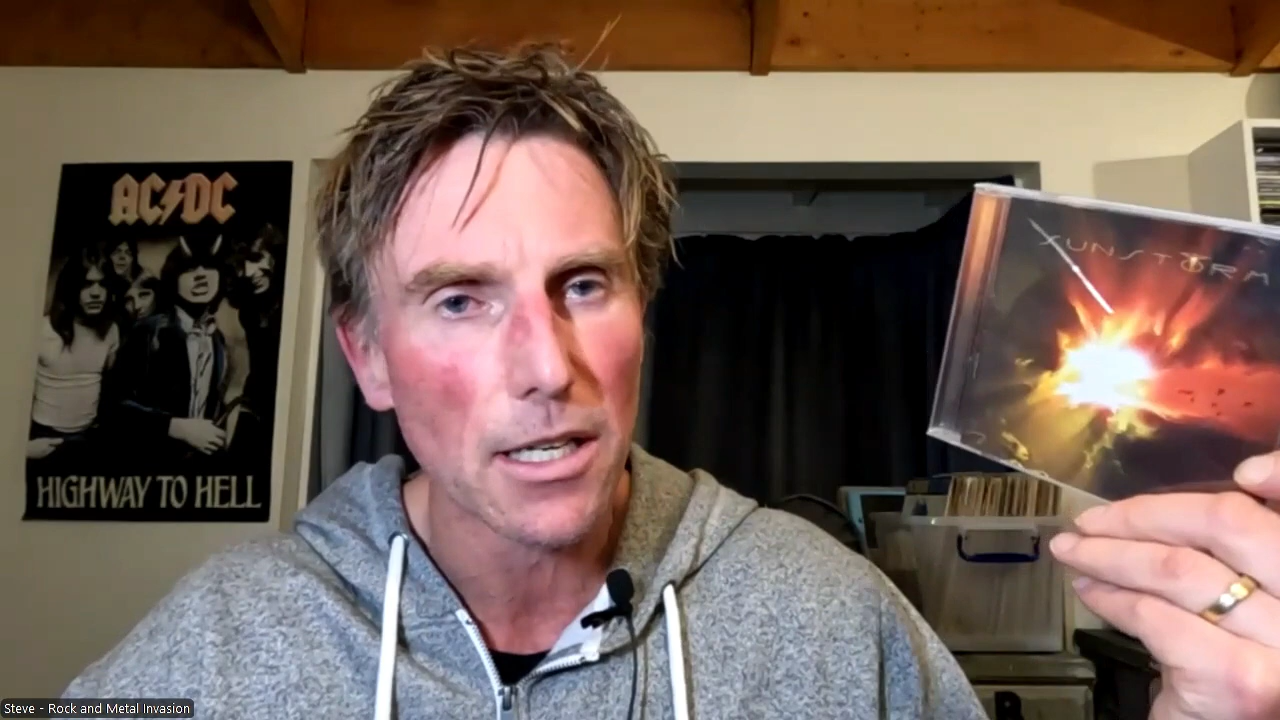 AC/DC
HIGHWAY TO HELL
SUNSTORM
Steve - Rock and Metal Invasion